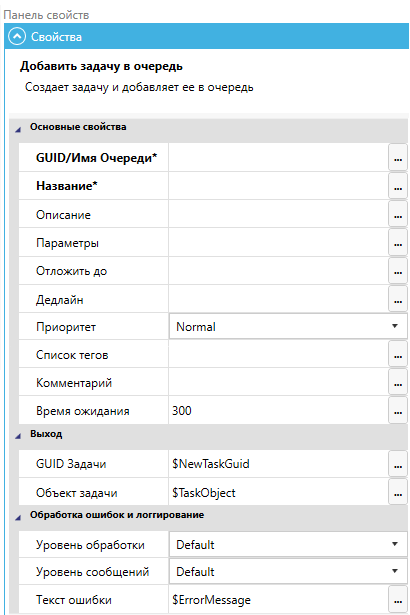 Панель свойств
Свойства
Добавить задачу в очередь
Создает задачу и добавляет ее в очередь
Основные свойства
GUID/Имя Очереди* ...
Название* ...
Описание ...
Параметры ...
Отложить до ...
Дедлайн ...
Приоритет Normal
Список тегов ...
Комментарий ...
Время ожидания 300 ...
Выход
GUID Задачи $NewTaskGuid ...
Объект задачи $TaskObject ...
Обработка ошибок и логгирование
Уровень обработки Default
Уровень сообщений Default
Текст ошибки $ErrorMessage ...